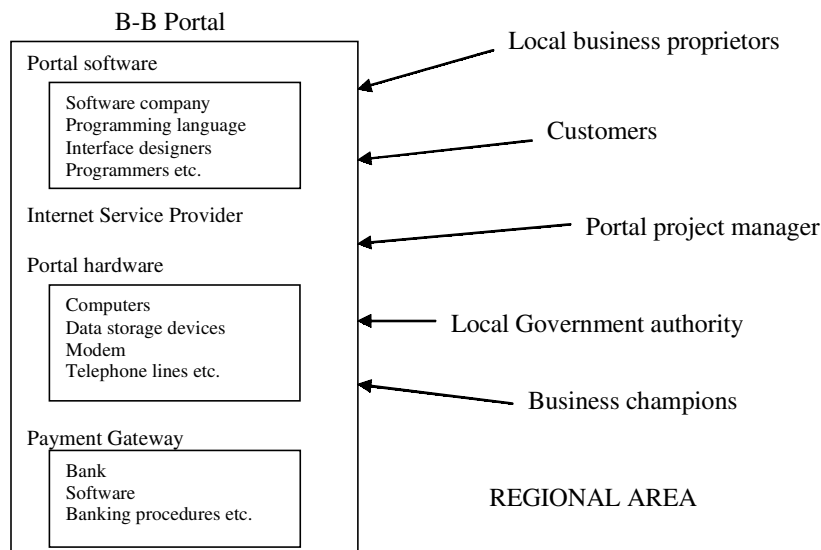 B-B Portal
Portal software
Software company
Programming language
Interface designers
Programmers etc.
Internet Service Provider
Portal hardware
Computers
Data storage devices
Modem
Telephone lines etc.
Payment Gateway
Bank
Software
Banking procedures etc.
Local business proprietors
Customers
Portal project manager
Local Government authority
Business champions
REGIONAL AREA